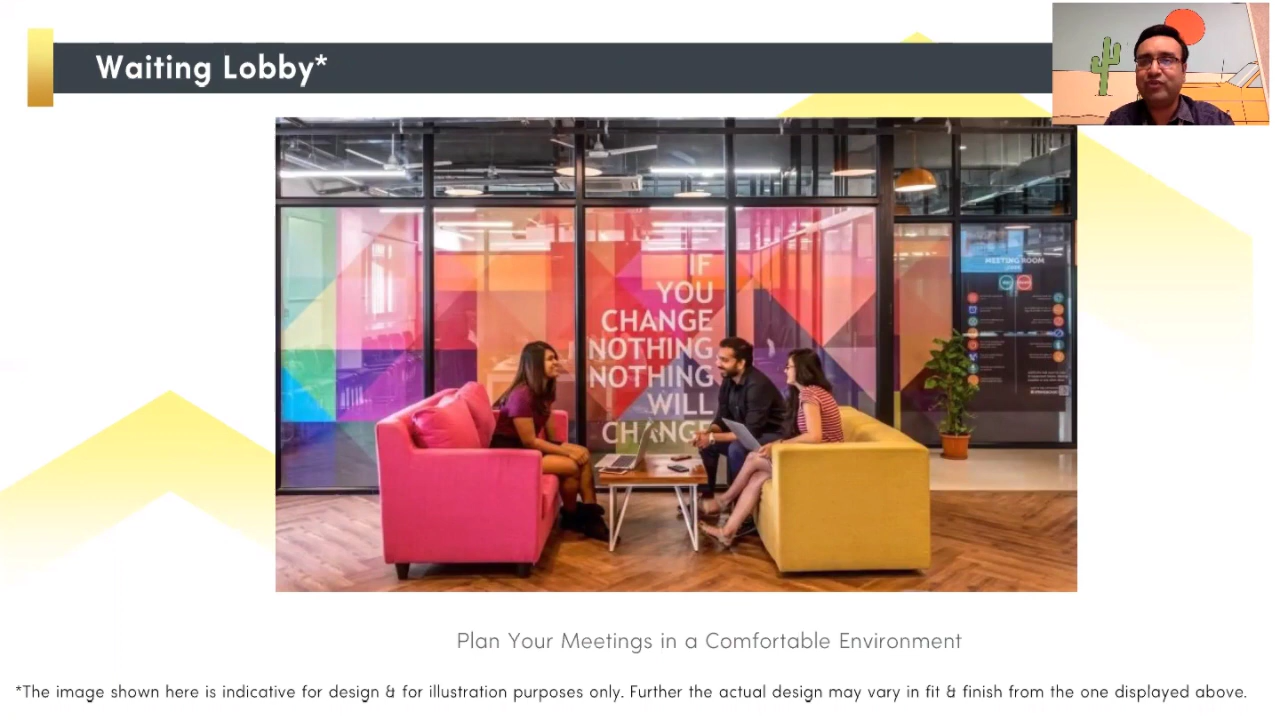 Waiting Lobby*
IF
YOU
CHANGE
NOTHING
NOTHING
WILL
CHANGE
MEETING ROOM
Plan Your Meetings in a Comfortable Environment
*The image shown here is indicative for design & for illustration purposes only. Further the actual design may vary in fit & finish from the one displayed above.